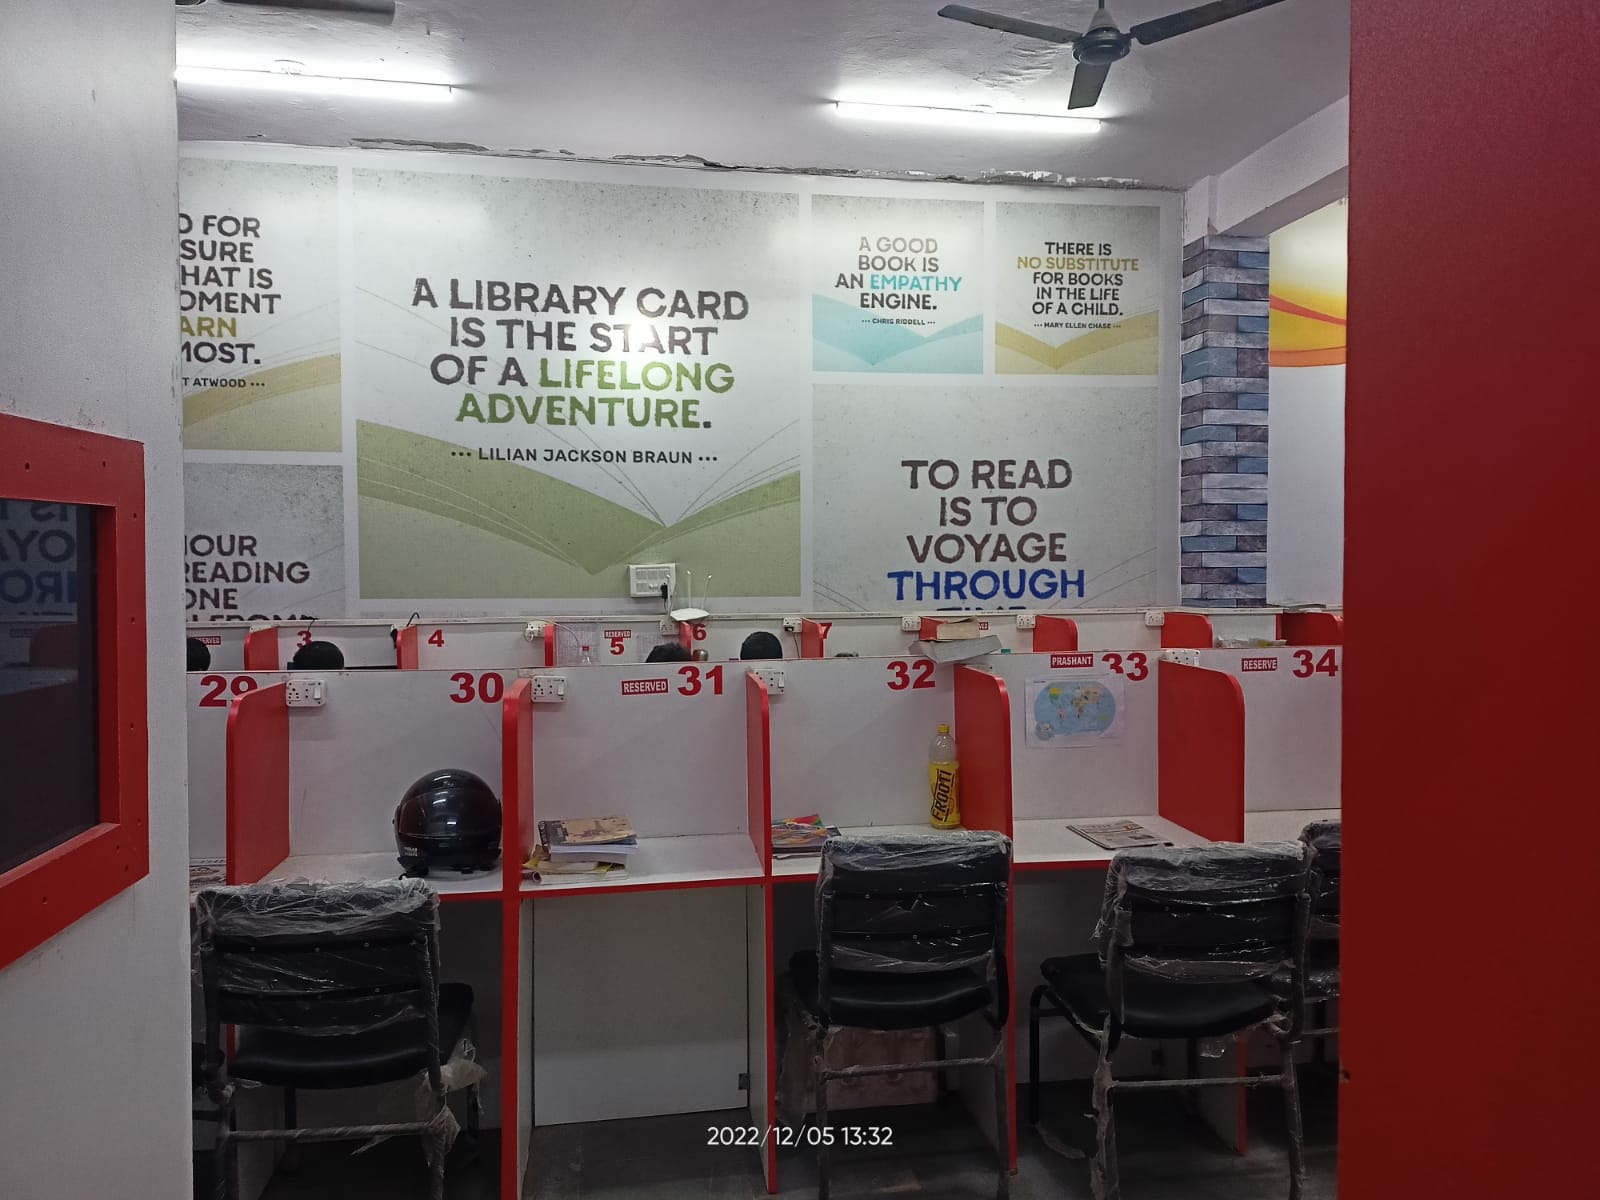 D FOR
SURE
HAT IS
OMENT
ARN
MOST.
T ATWOOD •••
A LIBRARY CARD
IS THE START
OF A LIFELONG
ADVENTURE.
••• LILIAN JACKSON BRAUN •••
A GOOD
BOOK IS
AN EMPATHY
ENGINE.
••• CHRIS RIDDELL •••
THERE IS
NO SUBSTITUTE
FOR BOOKS
IN THE LIFE
OF A CHILD.
••• MARY ELLEN CHASE •••
HOUR
READING
ONE
TO READ
IS TO
VOYAGE
THROUGH
TIME
3
4
RESERVED
5
6
7
29
30
RESERVED 31
32
PRASHANT 33
RESERVE 34
FROOTI
2022/12/05 13:32